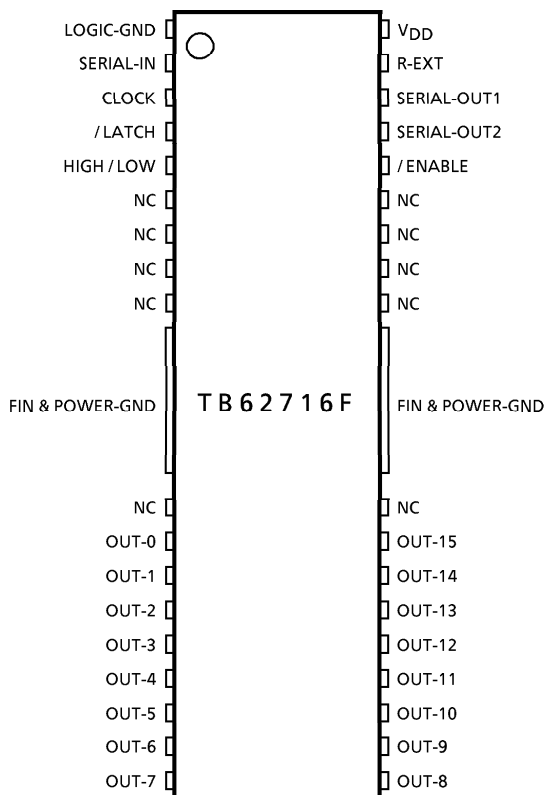 LOGIC-GND VDD
SERIAL-IN R-EXT
CLOCK SERIAL-OUT1
/ LATCH SERIAL-OUT2
HIGH / LOW / ENABLE
NC NC
NC NC
NC NC
NC NC
FIN & POWER-GND TB62716F FIN & POWER-GND
NC NC
OUT-0 OUT-15
OUT-1 OUT-14
OUT-2 OUT-13
OUT-3 OUT-12
OUT-4 OUT-11
OUT-5 OUT-10
OUT-6 OUT-9
OUT-7 OUT-8